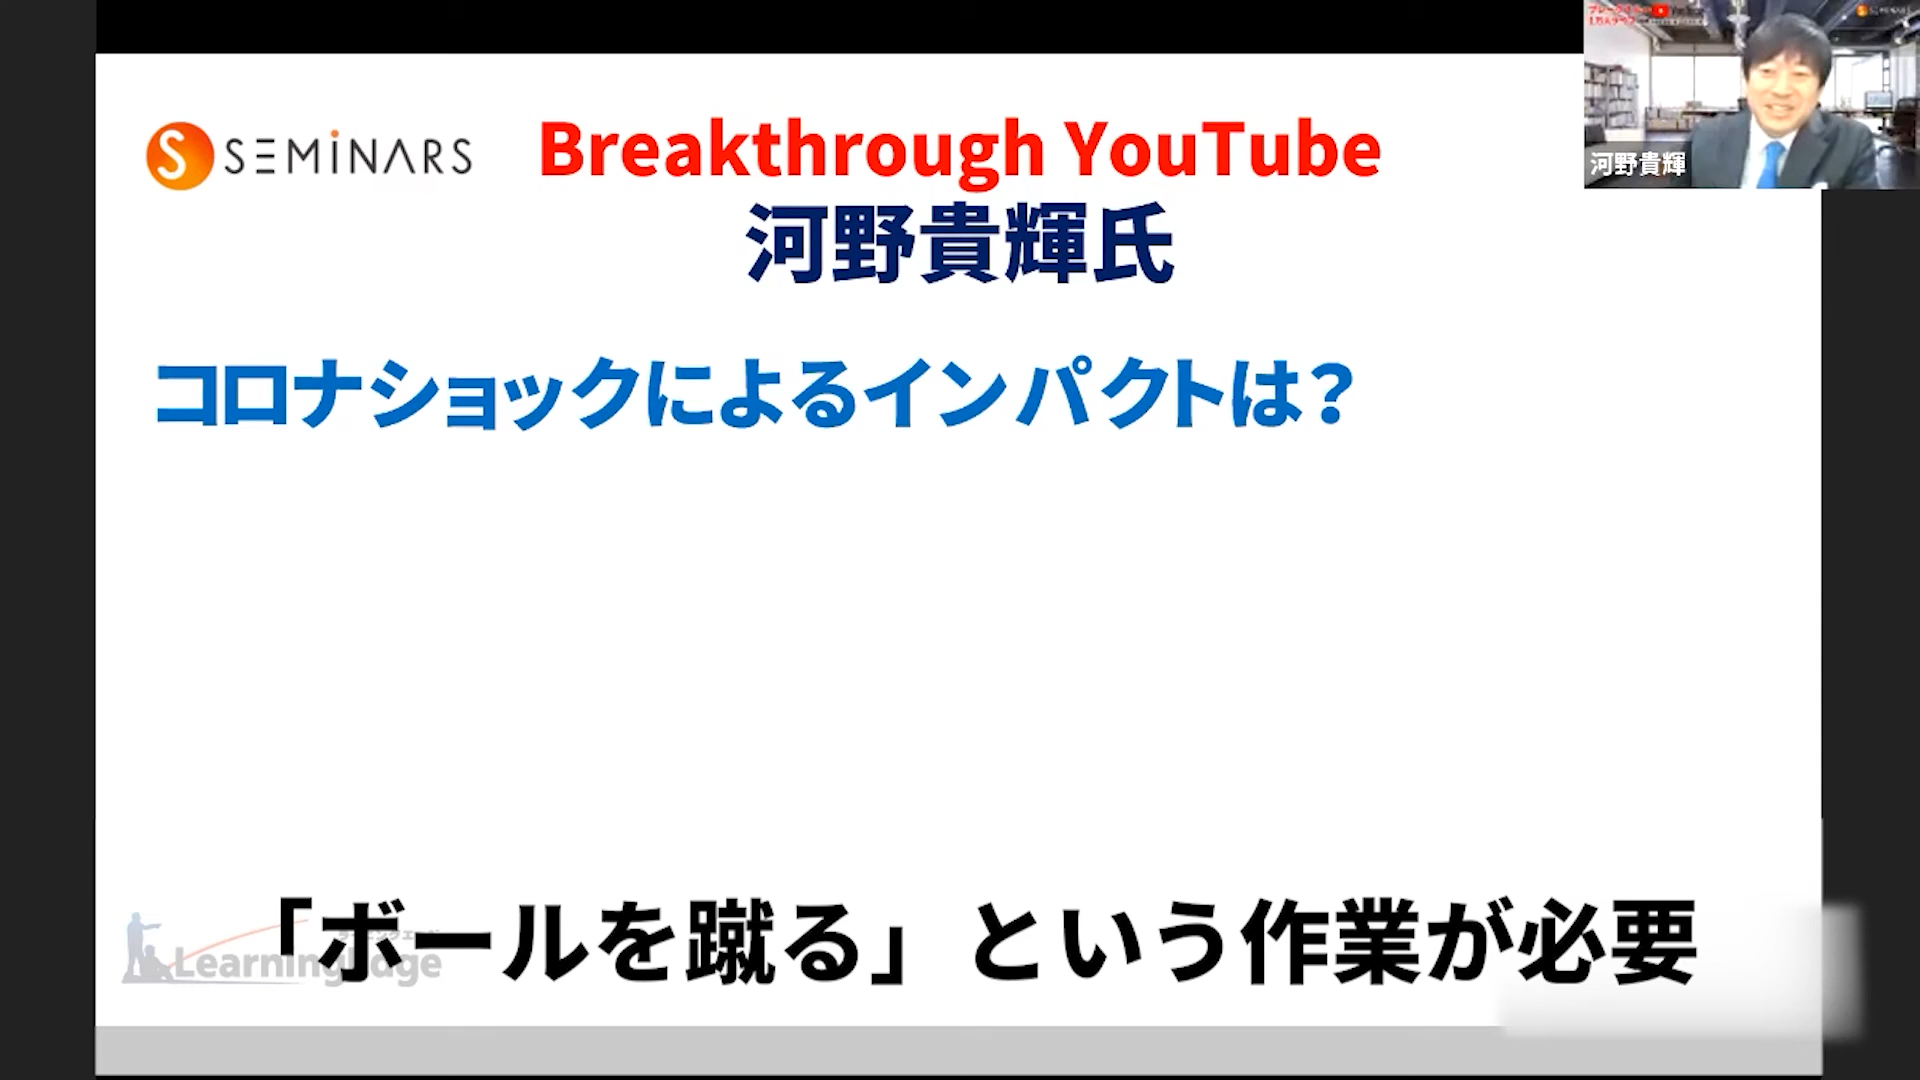 SEMINARS
Breakthrough YouTube
河野貴輝氏
河野貴輝
コロナショックによるインパクトは？
「ボールを蹴る」という作業が必要
LearningEdge